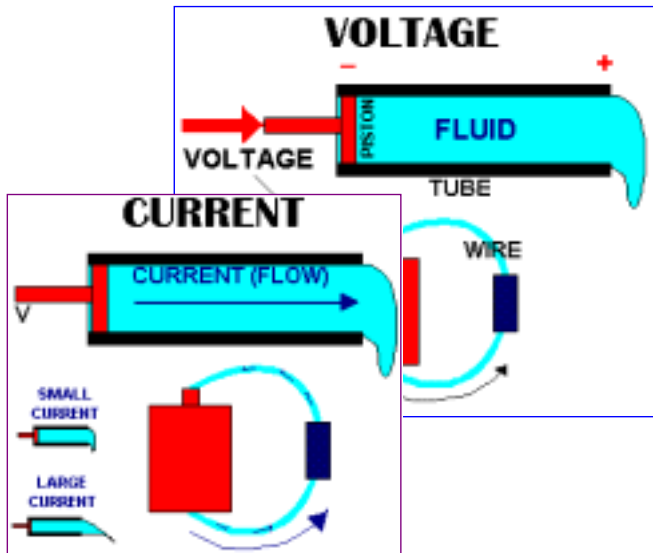 VOLTAGE
− +
PISTON
FLUID
VOLTAGE
TUBE
WIRE
CURRENT
CURRENT (FLOW)
V
SMALL
CURRENT
LARGE
CURRENT